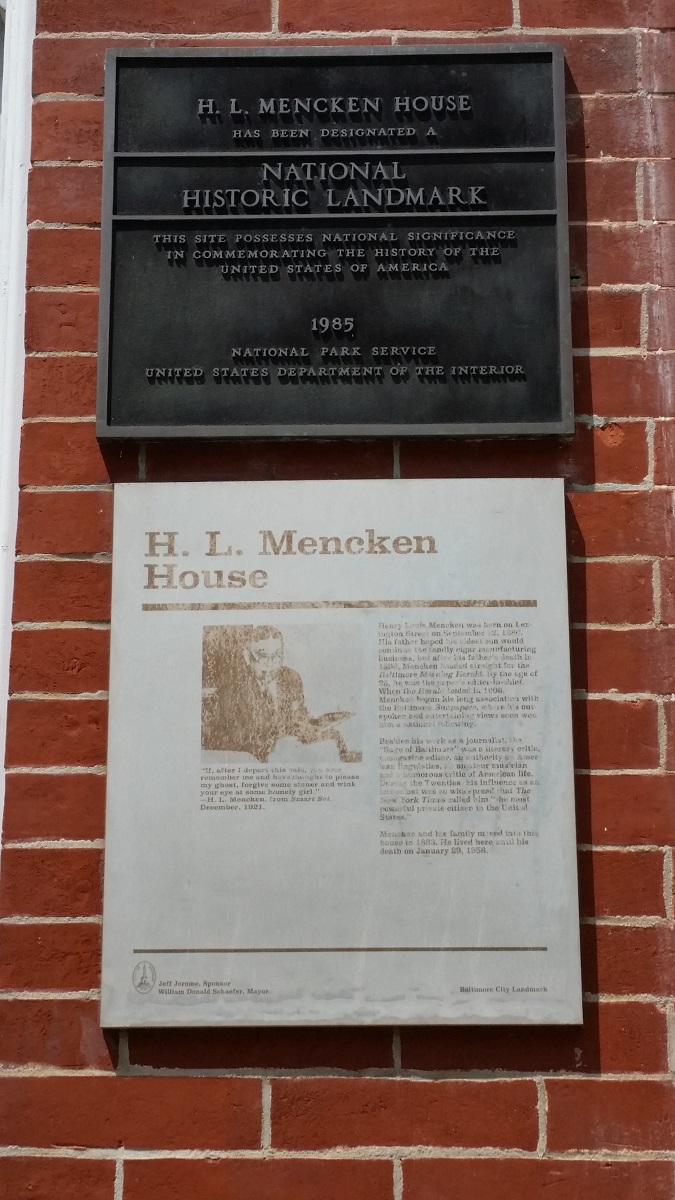 H. L. MENCKEN HOUSE
HAS BEEN DESIGNATED A
NATIONAL
HISTORIC LANDMARK
THIS SITE POSSESSES NATIONAL SIGNIFICANCE
IN COMMEMORATING THE HISTORY OF THE
UNITED STATES OF AMERICA
1985
NATIONAL PARK SERVICE
UNITED STATES DEPARTMENT OF THE INTERIOR
H. L. Mencken
House
"If, after I depart this vale, you ever
remember me and have thought to please
my ghost, forgive some sinner and wink
your eye at some homely girl."
—H. L. Mencken, from Smart Set
December, 1921.
Henry Louis Mencken was born on Lex-
ington Street on September 12, 1880.
His father hoped his eldest son would
continue the family cigar manufacturing
business, but after his father's death in
Mencken headed straight for the
Baltimore Morning Herald. By the age of
25, he was the paper's editor-in-chief.
When the Herald folded in 1906,
Mencken began his long association with
the Baltimore Sunpapers, where his out-
spoken and entertaining views soon won
him a national following.
Besides his work as a journalist, the
"Sage of Baltimore" was a literary critic,
a magazine editor, an authority on Amer-
ican linguistics, an amateur musician
and a humorous critic of American life.
During the Twenties, his influence as an
was so widespread that The
New York Times called him "the most
powerful private citizen in the United
States."
Mencken and his family moved into this
house in 1883. He lived here until his
death on January 29, 1956.
Jeff Jerome, Sponsor
William Donald Schaefer, Mayor
Baltimore City Landmark